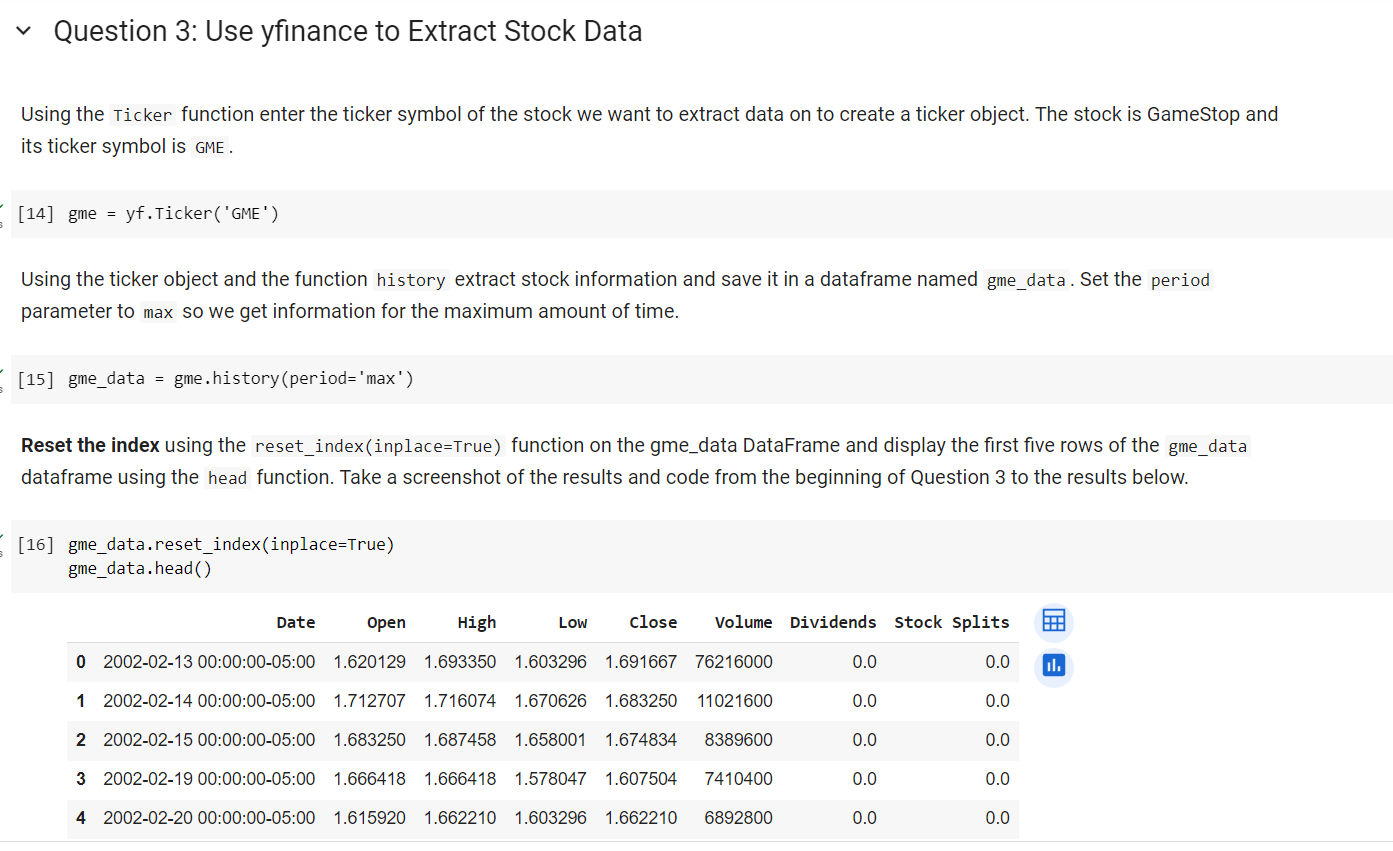 Question 3: Use yfinance to Extract Stock Data
Using the Ticker function enter the ticker symbol of the stock we want to extract data on to create a ticker object. The stock is GameStop and
its ticker symbol is GME.
[14] gme = yf.Ticker('GME')
Using the ticker object and the function history extract stock information and save it in a dataframe named gme_data. Set the period
parameter to max so we get information for the maximum amount of time.
[15] gme_data = gme.history(period='max')
Reset the index using the reset_index(inplace=True) function on the gme_data DataFrame and display the first five rows of the gme_data
dataframe using the head function. Take a screenshot of the results and code from the beginning of Question 3 to the results below.
[16] gme_data.reset_index(inplace=True)
gme_data.head()
Date Open High Low Close Volume Dividends Stock Splits
0 2002-02-13 00:00:00-05:00 1.620129 1.693350 1.603296 1.691667 76216000 0.0 0.0
1 2002-02-14 00:00:00-05:00 1.712707 1.716074 1.670626 1.683250 11021600 0.0 0.0
2 2002-02-15 00:00:00-05:00 1.683250 1.687458 1.658001 1.674834 8389600 0.0 0.0
3 2002-02-19 00:00:00-05:00 1.666418 1.666418 1.578047 1.607504 7410400 0.0 0.0
4 2002-02-20 00:00:00-05:00 1.615920 1.662210 1.603296 1.662210 6892800 0.0 0.0